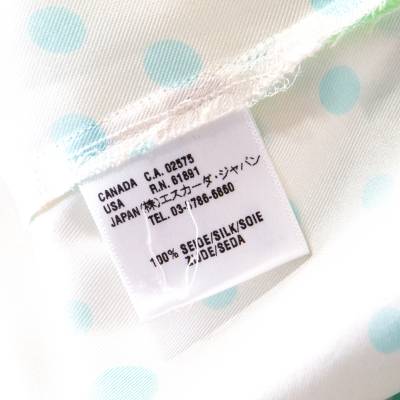 CANADA C.A. 02575
USA R.N. 61891
JAPAN/(株)エスカーダ・ジャパン
TEL. 03-5786-6860
100% SEIDE/SILK/SOIE
ZIJDE/SEDA